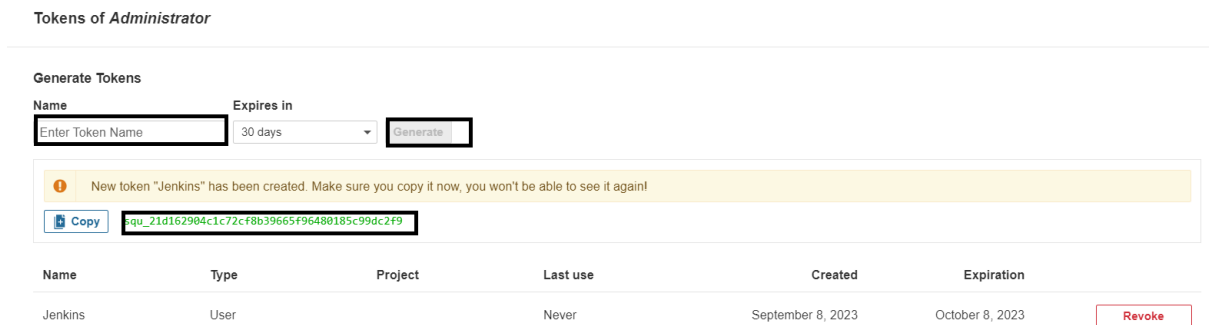 Tokens of Administrator
Generate Tokens
Name Expires in
Enter Token Name 30 days Generate
New token "Jenkins" has been created. Make sure you copy it now, you won't be able to see it again!
Copy squ_21d162904c1c72cf8b39665f96480185c99dc2f9
Name Type Project Last use Created Expiration
Jenkins User Never September 8, 2023 October 8, 2023 Revoke